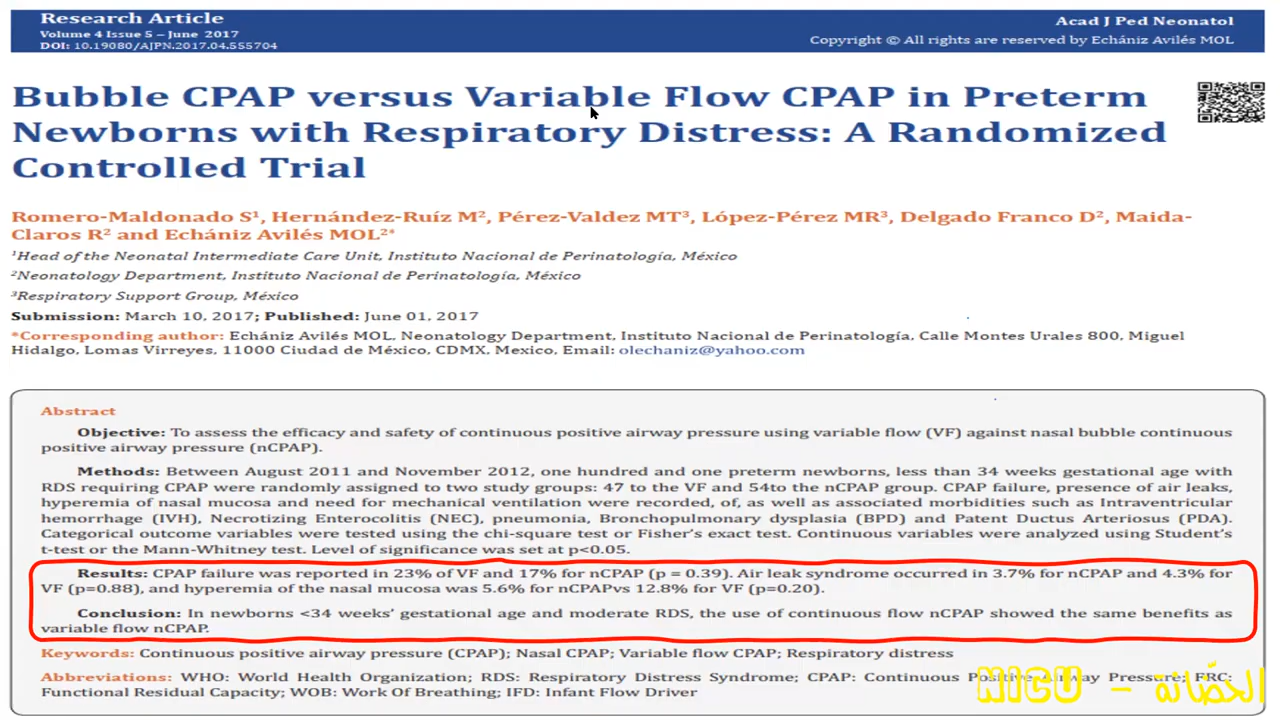 Research Article
Volume 4 Issue 5 – June 2017
DOI: 10.19080/AJPN.2017.04.555704
Acad J Ped Neonatol
Copyright © All rights are reserved by Echániz Avilés MOL
Bubble CPAP versus Variable Flow CPAP in Preterm
Newborns with Respiratory Distress: A Randomized
Controlled Trial
Romero-Maldonado S¹, Hernández-Ruíz M², Pérez-Valdez MT³, López-Pérez MR³, Delgado Franco D², Maida-
Claros R² and Echániz Avilés MOL²*
¹Head of the Neonatal Intermediate Care Unit, Instituto Nacional de Perinatología, México
²Neonatology Department, Instituto Nacional de Perinatología, México
³Respiratory Support Group, México
Submission: March 10, 2017; Published: June 01, 2017
*Corresponding author: Echániz Avilés MOL, Neonatology Department, Instituto Nacional de Perinatología, Calle Montes Urales 800, Miguel
Hidalgo, Lomas Virreyes, 11000 Ciudad de México, CDMX, Mexico, Email: olechaniz@yahoo.com
Abstract
Objective: To assess the efficacy and safety of continuous positive airway pressure using variable flow (VF) against nasal bubble continuous
positive airway pressure (nCPAP).
Methods: Between August 2011 and November 2012, one hundred and one preterm newborns, less than 34 weeks gestational age with
RDS requiring CPAP were randomly assigned to two study groups: 47 to the VF and 54to the nCPAP group. CPAP failure, presence of air leaks,
hyperemia of nasal mucosa and need for mechanical ventilation were recorded, of, as well as associated morbidities such as Intraventricular
hemorrhage (IVH), Necrotizing Enterocolitis (NEC), pneumonia, Bronchopulmonary dysplasia (BPD) and Patent Ductus Arteriosus (PDA).
Categorical outcome variables were tested using the chi-square test or Fisher's exact test. Continuous variables were analyzed using Student's
t-test or the Mann-Whitney test. Level of significance was set at p<0.05.
Results: CPAP failure was reported in 23% of VF and 17% for nCPAP (p = 0.39). Air leak syndrome occurred in 3.7% for nCPAP and 4.3% for
VF (p=0.88), and hyperemia of the nasal mucosa was 5.6% for nCPAPvs 12.8% for VF (p=0.20).
Conclusion: In newborns <34 weeks' gestational age and moderate RDS, the use of continuous flow nCPAP showed the same benefits as
variable flow nCPAP.
Keywords: Continuous positive airway pressure (CPAP); Nasal CPAP; Variable flow CPAP; Respiratory distress
Abbreviations: WHO: World Health Organization; RDS: Respiratory Distress Syndrome; CPAP: Continuous Positive Airway Pressure; FRC:
Functional Residual Capacity; WOB: Work Of Breathing; IFD: Infant Flow Driver
NICU - الحضّانة